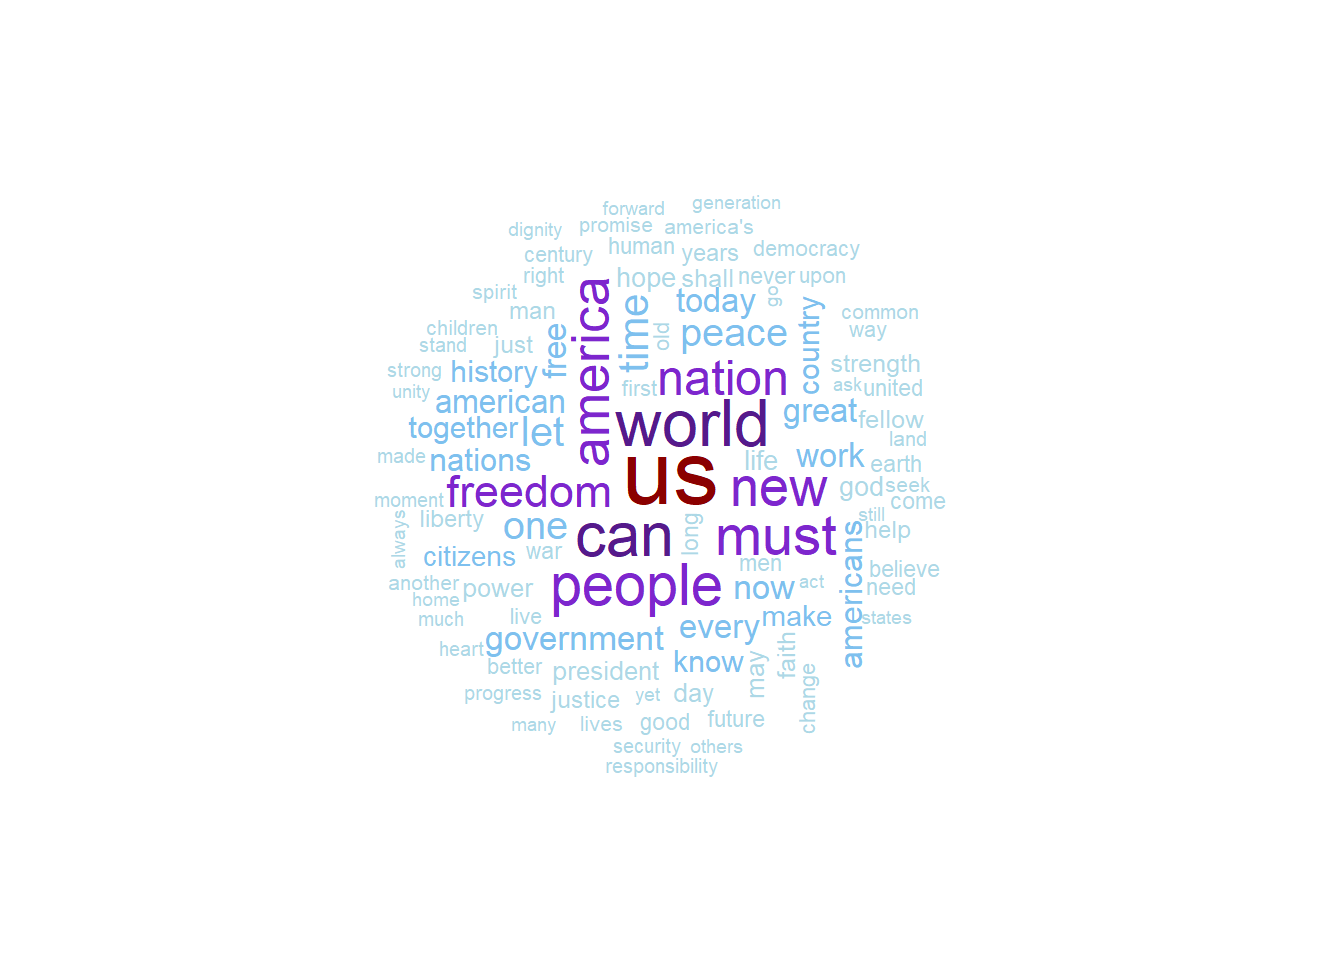 generation
forward
promise america's
dignity
human
century
years democracy
right
hope shall never upon
spirit
go
today
man
america
time
old
peace
country
common
way
children
stand
just
free
strong
history
first
nation
strength
unity
ask united
american
world
great
fellow
together let
land
made
nations
life
work
earth
us
freedom
new
god seek
moment
come
always
liberty
one
can
long
must
still
help
citizens
war
americans
men
believe
another
power
people
now
act
need
home
much
live
make
states
government
every
heart
better
president
know
may
faith
progress
justice
yet
day
change
many
lives
good
future
security others
responsibility